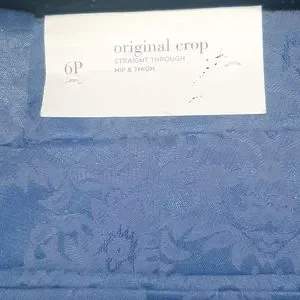 6P
original crop
STRAIGHT THROUGH
HIP & THIGH